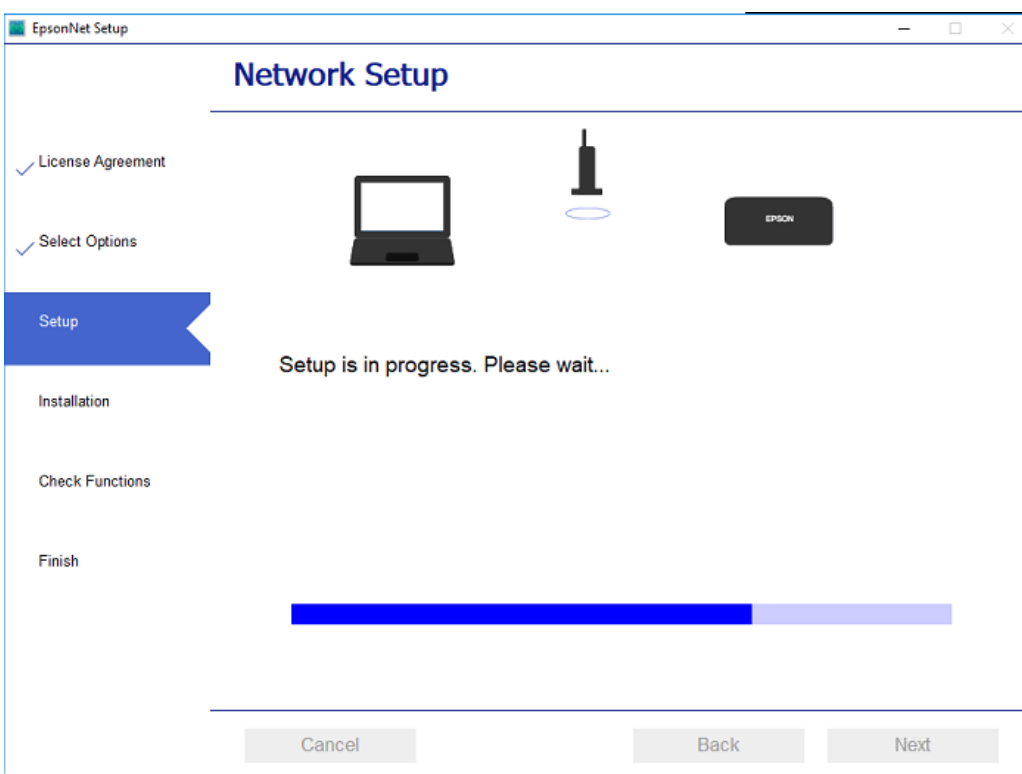 EpsonNet Setup
Network Setup
License Agreement
Select Options
Setup
Installation
Check Functions
Finish
EPSON
Setup is in progress. Please wait...
Cancel
Back
Next